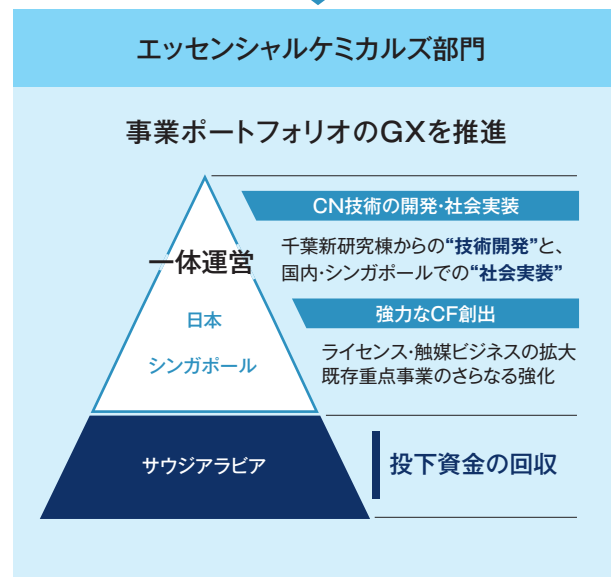 エッセンシャルケミカルズ部門
事業ポートフォリオのGXを推進
CN技術の開発・社会実装
千葉新研究棟からの“技術開発”と、
国内・シンガポールでの“社会実装”
一体運営
日本
シンガポール
強力なCF創出
ライセンス・触媒ビジネスの拡大
既存重点事業のさらなる強化
サウジアラビア
投下資金の回収